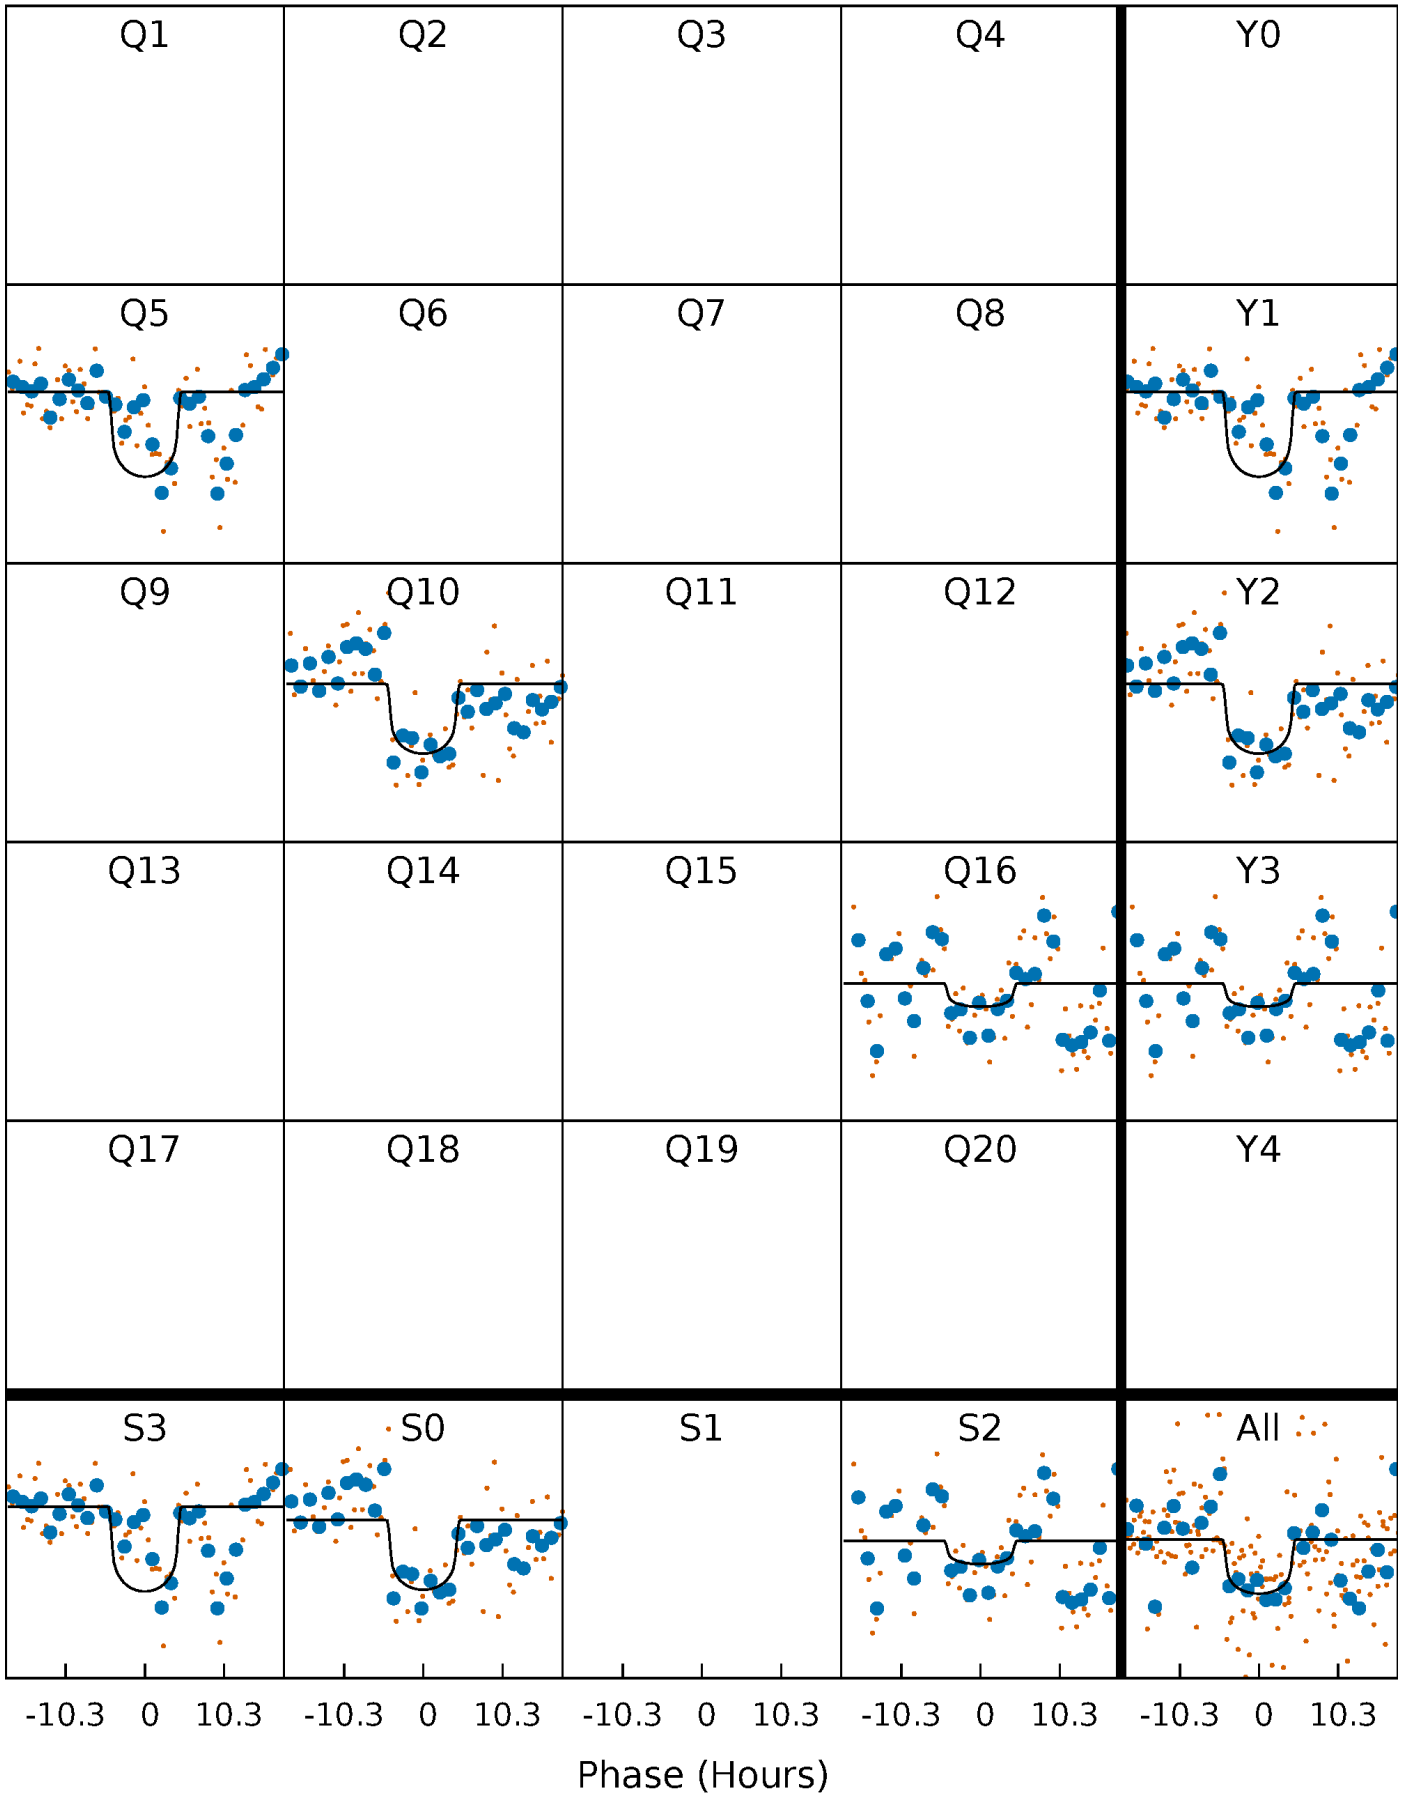 Q1 Q2 Q3 Q4 Y0
Q5 Q6 Q7 Q8 Y1
Q9 Q10 Q11 Q12 Y2
Q13 Q14 Q15 Q16 Y3
Q17 Q18 Q19 Q20 Y4
S3 S0 S1 S2 All
-10.3 0 10.3 -10.3 0 10.3 -10.3 0 10.3 -10.3 0 10.3 -10.3 0 10.3
Phase (Hours)